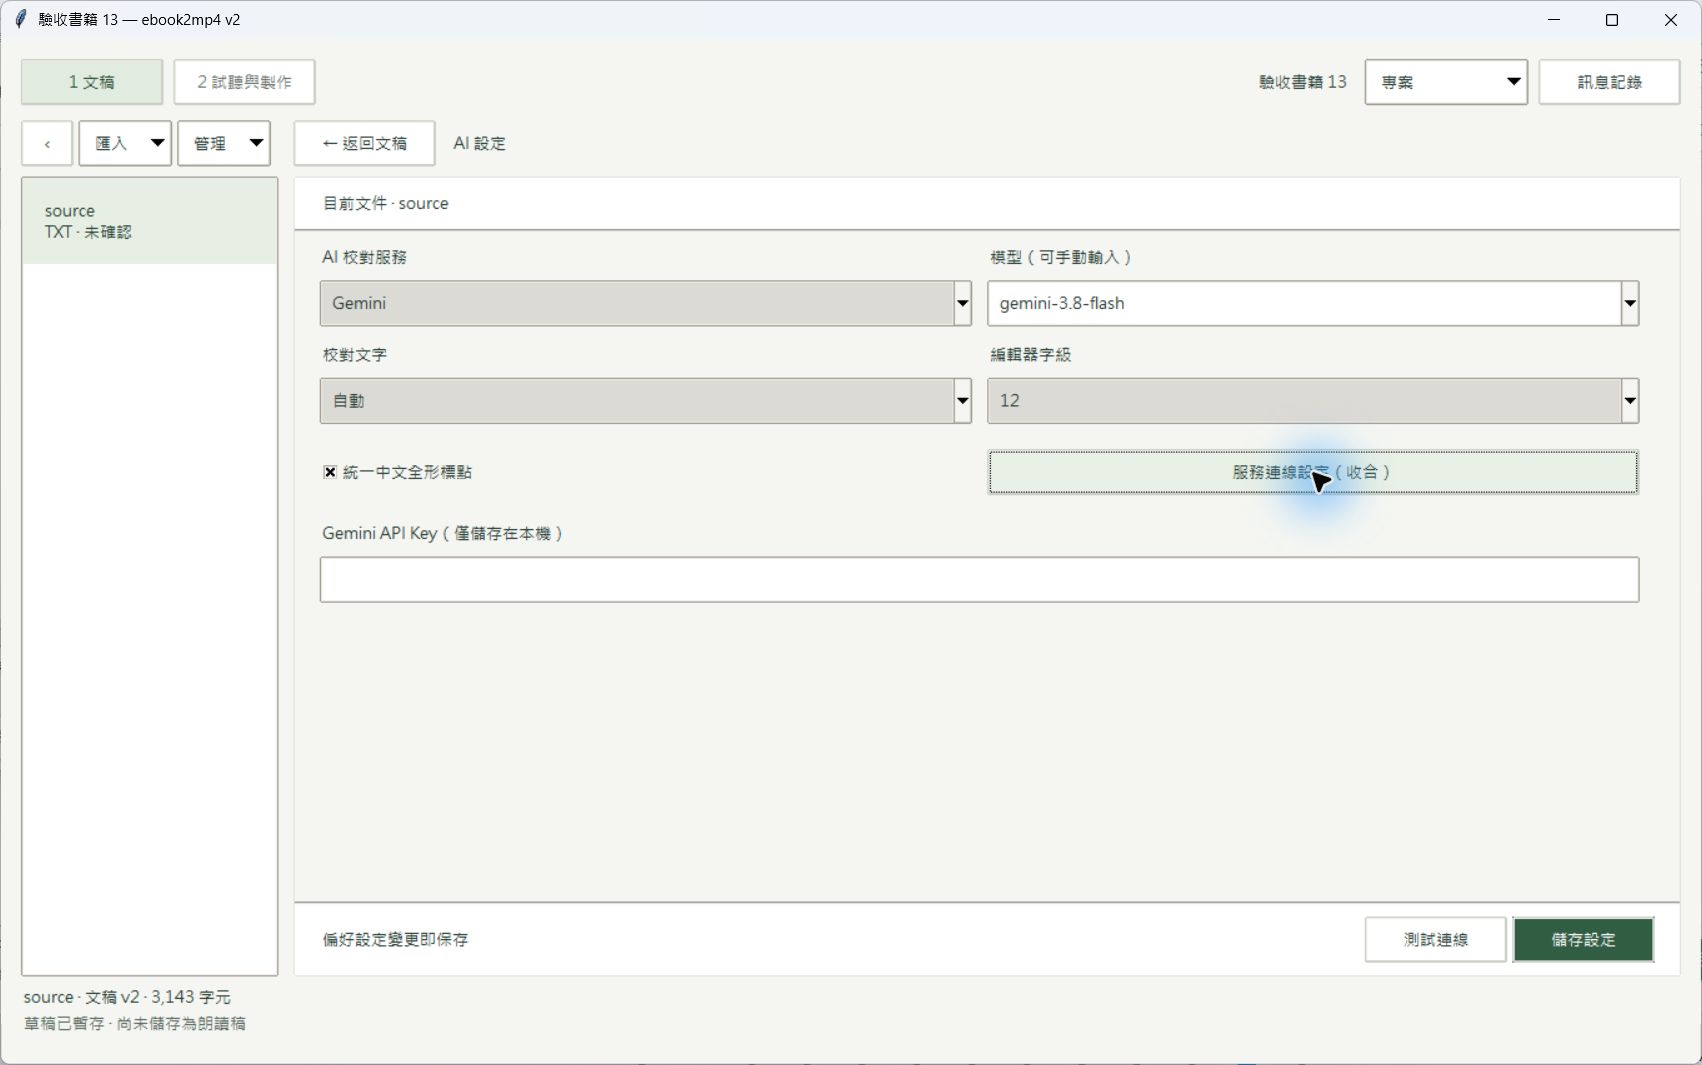 驗收書籍 13 — ebook2mp4 v2
1 文稿
2 試聽與製作
驗收書籍 13
專案
訊息記錄
‹
匯入
管理
← 返回文稿
AI 設定
source
TXT · 未確認
目前文件 · source
AI 校對服務
模型（可手動輸入）
Gemini
gemini-3.8-flash
校對文字
編輯器字級
自動
12
統一中文全形標點
服務連線設定（收合）
Gemini API Key（僅儲存在本機）
偏好設定變更即保存
測試連線
儲存設定
source · 文稿 v2 · 3,143 字元
草稿已暫存 · 尚未儲存為朗讀稿